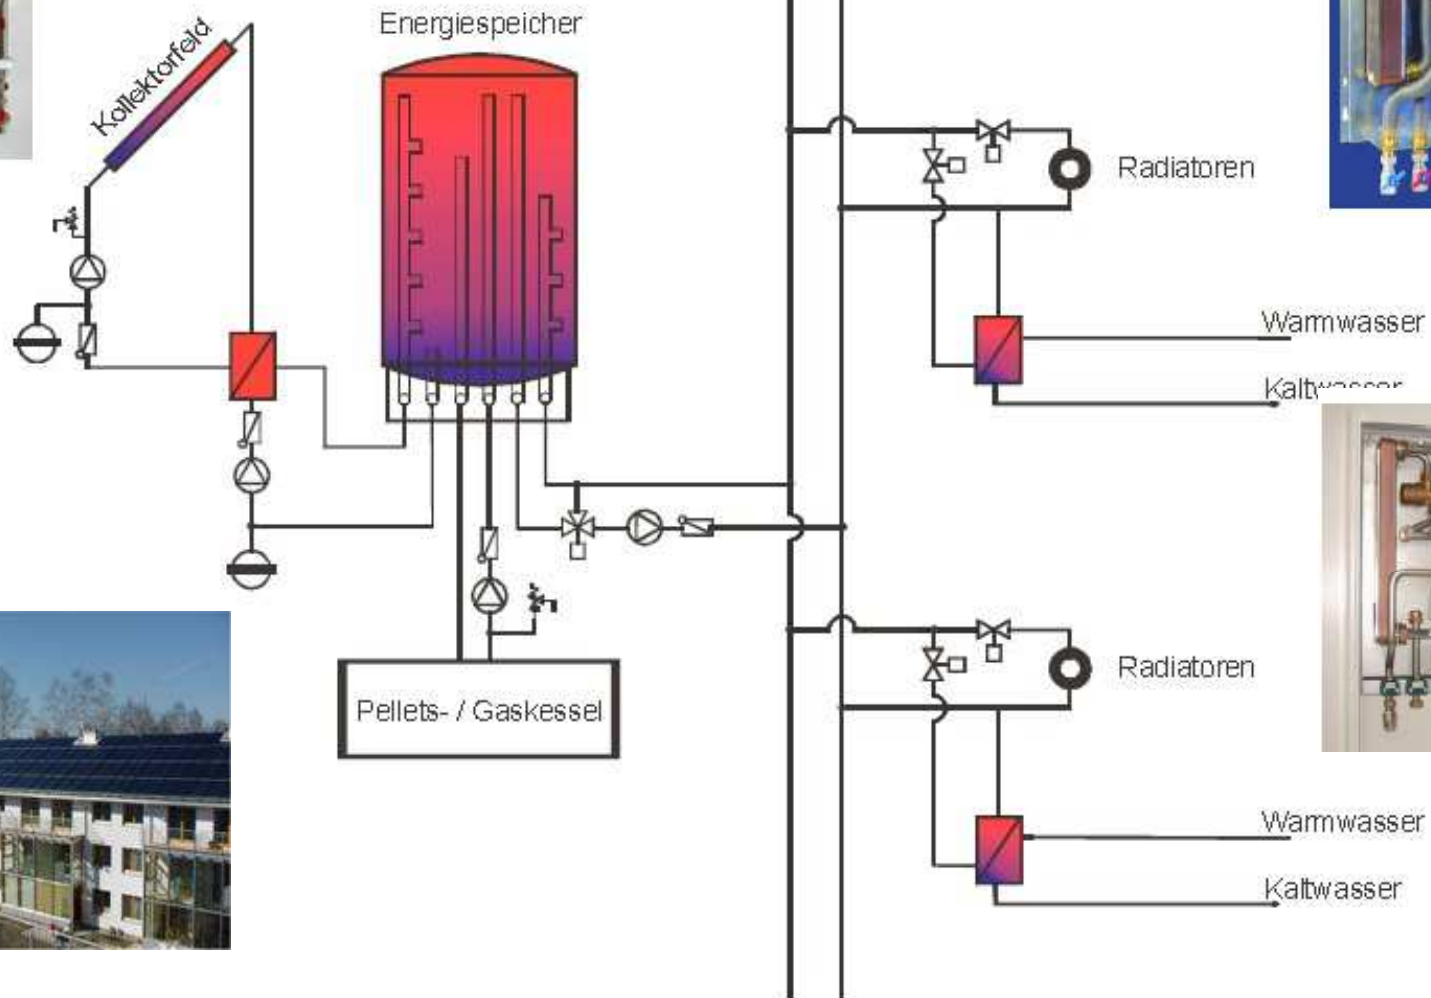 Energiespeicher
Kollektorfeld
Radiatoren
Warmwasser
Radiatoren
Pellets- / Gaskessel
Warmwasser
Kaltwasser